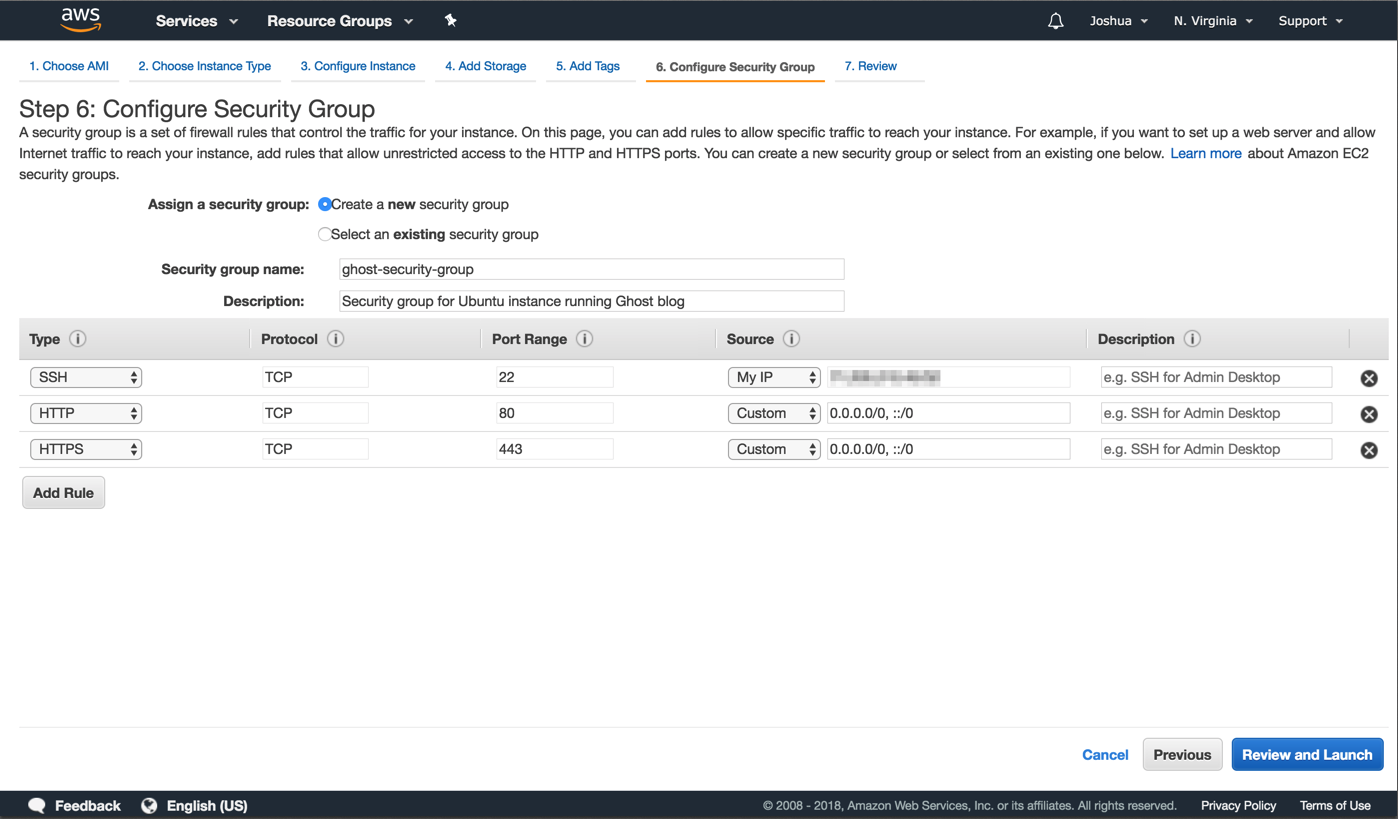 aws Services Resource Groups Joshua N. Virginia Support
1. Choose AMI 2. Choose Instance Type 3. Configure Instance 4. Add Storage 5. Add Tags 6. Configure Security Group 7. Review
Step 6: Configure Security Group
A security group is a set of firewall rules that control the traffic for your instance. On this page, you can add rules to allow specific traffic to reach your instance. For example, if you want to set up a web server and allow
Internet traffic to reach your instance, add rules that allow unrestricted access to the HTTP and HTTPS ports. You can create a new security group or select from an existing one below. Learn more about Amazon EC2
security groups.
Assign a security group: Create a new security group
Select an existing security group
Security group name: ghost-security-group
Description: Security group for Ubuntu instance running Ghost blog
Type i Protocol i Port Range i Source i Description i
SSH TCP 22 My IP e.g. SSH for Admin Desktop
HTTP TCP 80 Custom 0.0.0.0/0, ::/0 e.g. SSH for Admin Desktop
HTTPS TCP 443 Custom 0.0.0.0/0, ::/0 e.g. SSH for Admin Desktop
Add Rule
Cancel Previous Review and Launch
Feedback English (US) © 2008 - 2018, Amazon Web Services, Inc. or its affiliates. All rights reserved. Privacy Policy Terms of Use